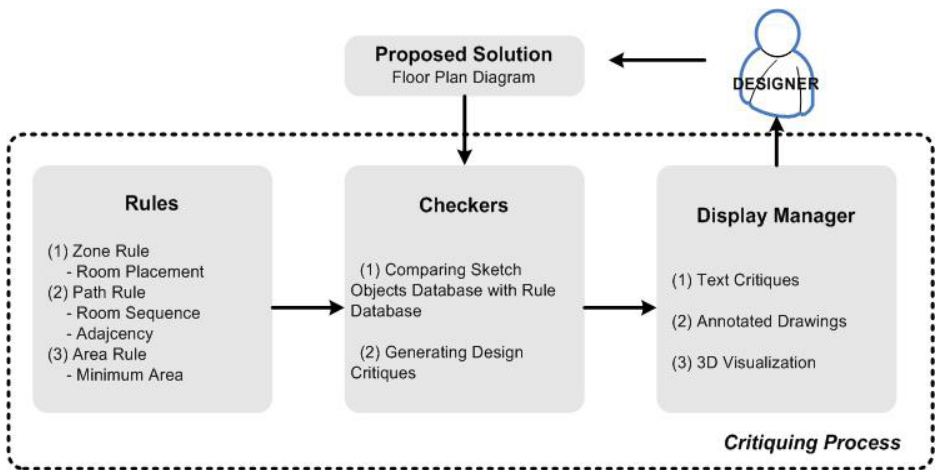 Proposed Solution
Floor Plan Diagram
DESIGNER
Rules
(1) Zone Rule
- Room Placement
(2) Path Rule
- Room Sequence
- Adajcency
(3) Area Rule
- Minimum Area
Checkers
(1) Comparing Sketch
Objects Database with Rule
Database
(2) Generating Design
Critiques
Display Manager
(1) Text Critiques
(2) Annotated Drawings
(3) 3D Visualization
Critiquing Process